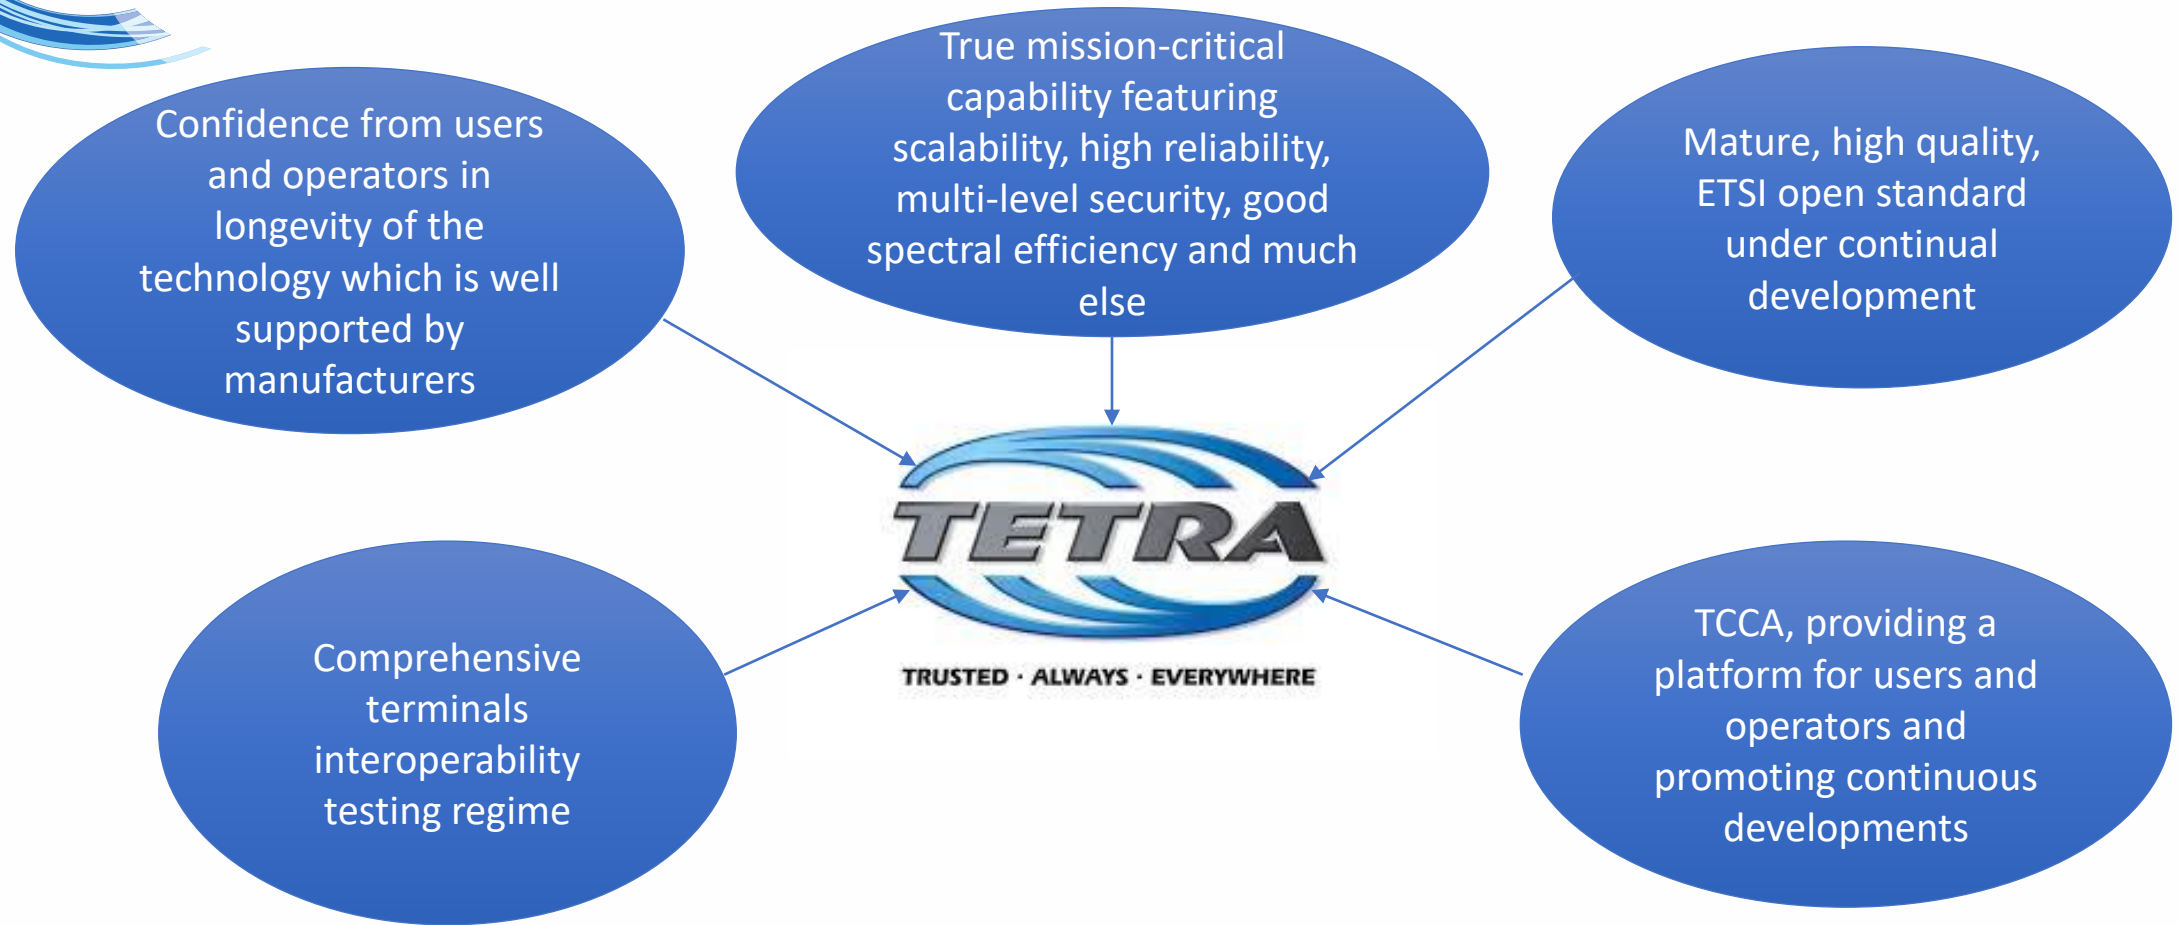 Confidence from users
and operators in
longevity of the
technology which is well
supported by
manufacturers
True mission-critical
capability featuring
scalability, high reliability,
multi-level security, good
spectral efficiency and much
else
Mature, high quality,
ETSI open standard
under continual
development
TETRA
TRUSTED · ALWAYS · EVERYWHERE
Comprehensive
terminals
interoperability
testing regime
TCCA, providing a
platform for users and
operators and
promoting continuous
developments